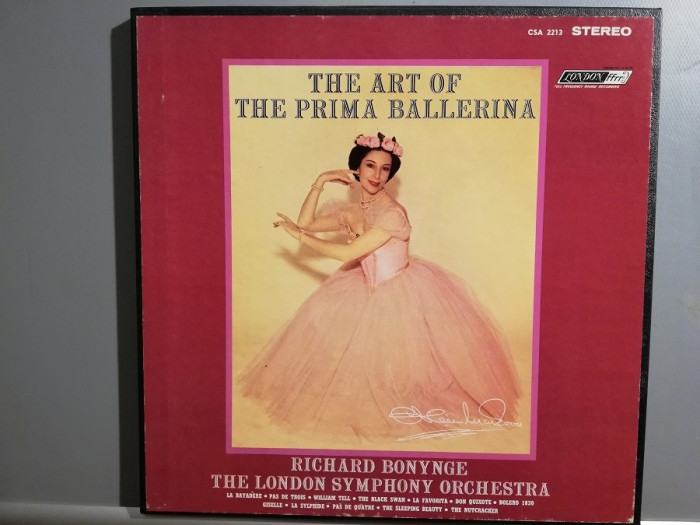 CSA 2213 STEREO
LONDON ffrr
FULL FREQUENCY RANGE RECORDING
THE ART OF
THE PRIMA BALLERINA
RICHARD BONYNGE
THE LONDON SYMPHONY ORCHESTRA
LA BAYADÈRE • PAS DE TROIS • WILLIAM TELL • THE BLACK SWAN • LA FAVORITA • DON QUIXOTE • BOLERO 1830
GISELLE • LA SYLPHIDE • PAS DE QUATRE • THE SLEEPING BEAUTY • THE NUTCRACKER